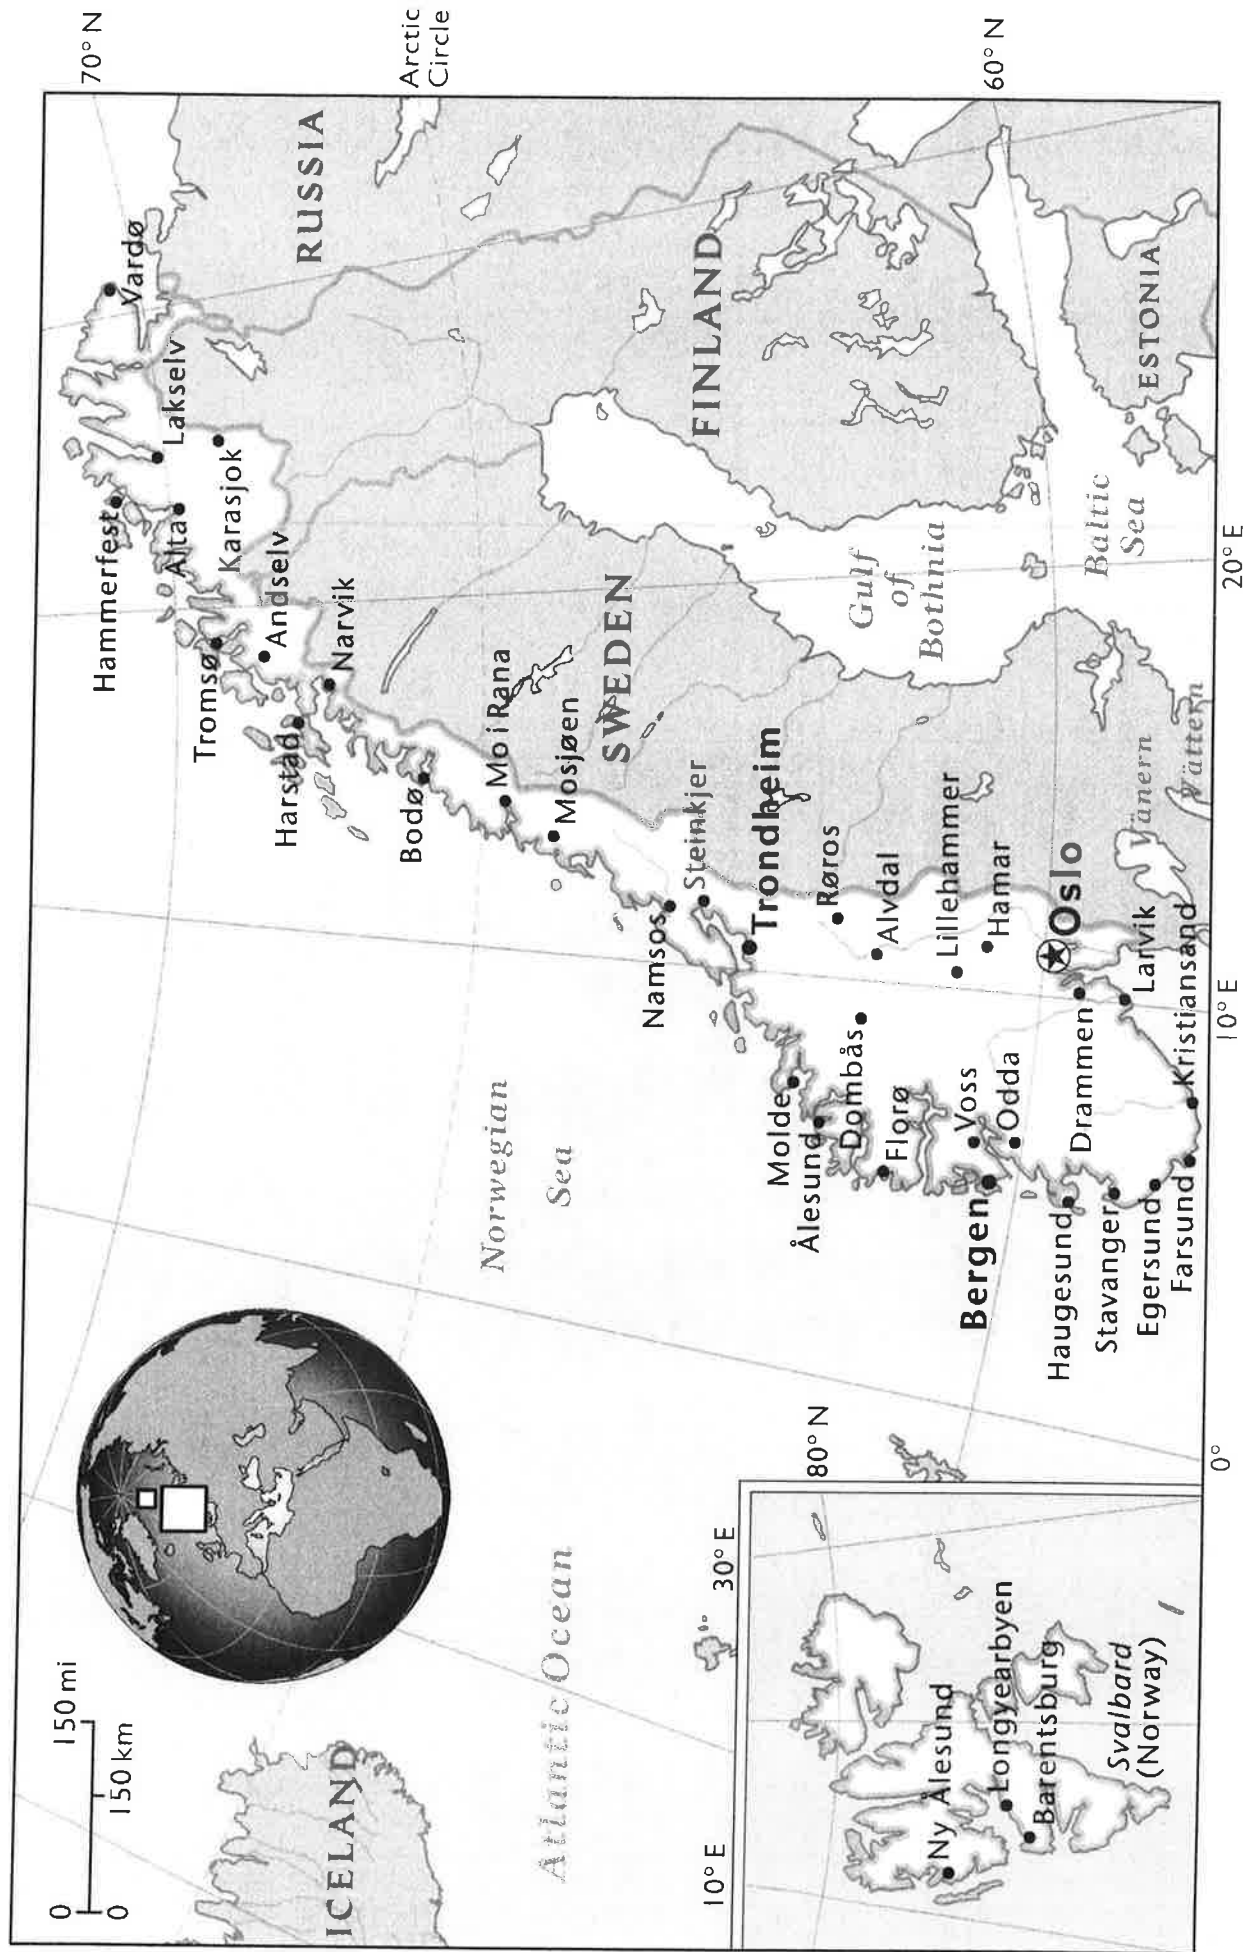 0 150 mi
0 150 km
70° N
Arctic
Circle
60° N
RUSSIA
Vardø
Lakselv
Hammerfest
Alta
Karasjok
Tromsø
Andselv
Harstad
Narvik
Bodø
Mo i Rana
Mosjøen
FINLAND
SWEDEN
ICELAND
Norwegian
Sea
Atlantic Ocean
Namsos
Steinkjer
Trondheim
Gulf
of
Bothnia
Molde
Ålesund
Dombås
Røros
Alvdal
Florø
Lillehammer
Hamar
Voss
Bergen
Odda
Oslo
Drammen
Haugesund
Larvik
Stavanger
Egersund
Farsund
Kristiansand
Vänern
Vättern
Baltic
Sea
ESTONIA
0°
10° E
20° E
10° E
30° E
80° N
Ny Ålesund
Longyearbyen
Barentsburg
Svalbard
(Norway)